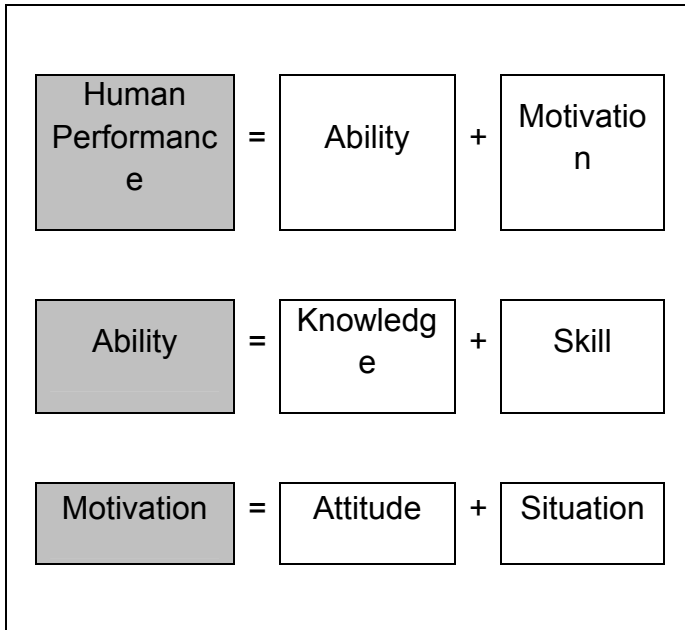 Human
Performanc
e
=
Ability
+
Motivatio
n
Ability
=
Knowledg
e
+
Skill
Motivation
=
Attitude
+
Situation